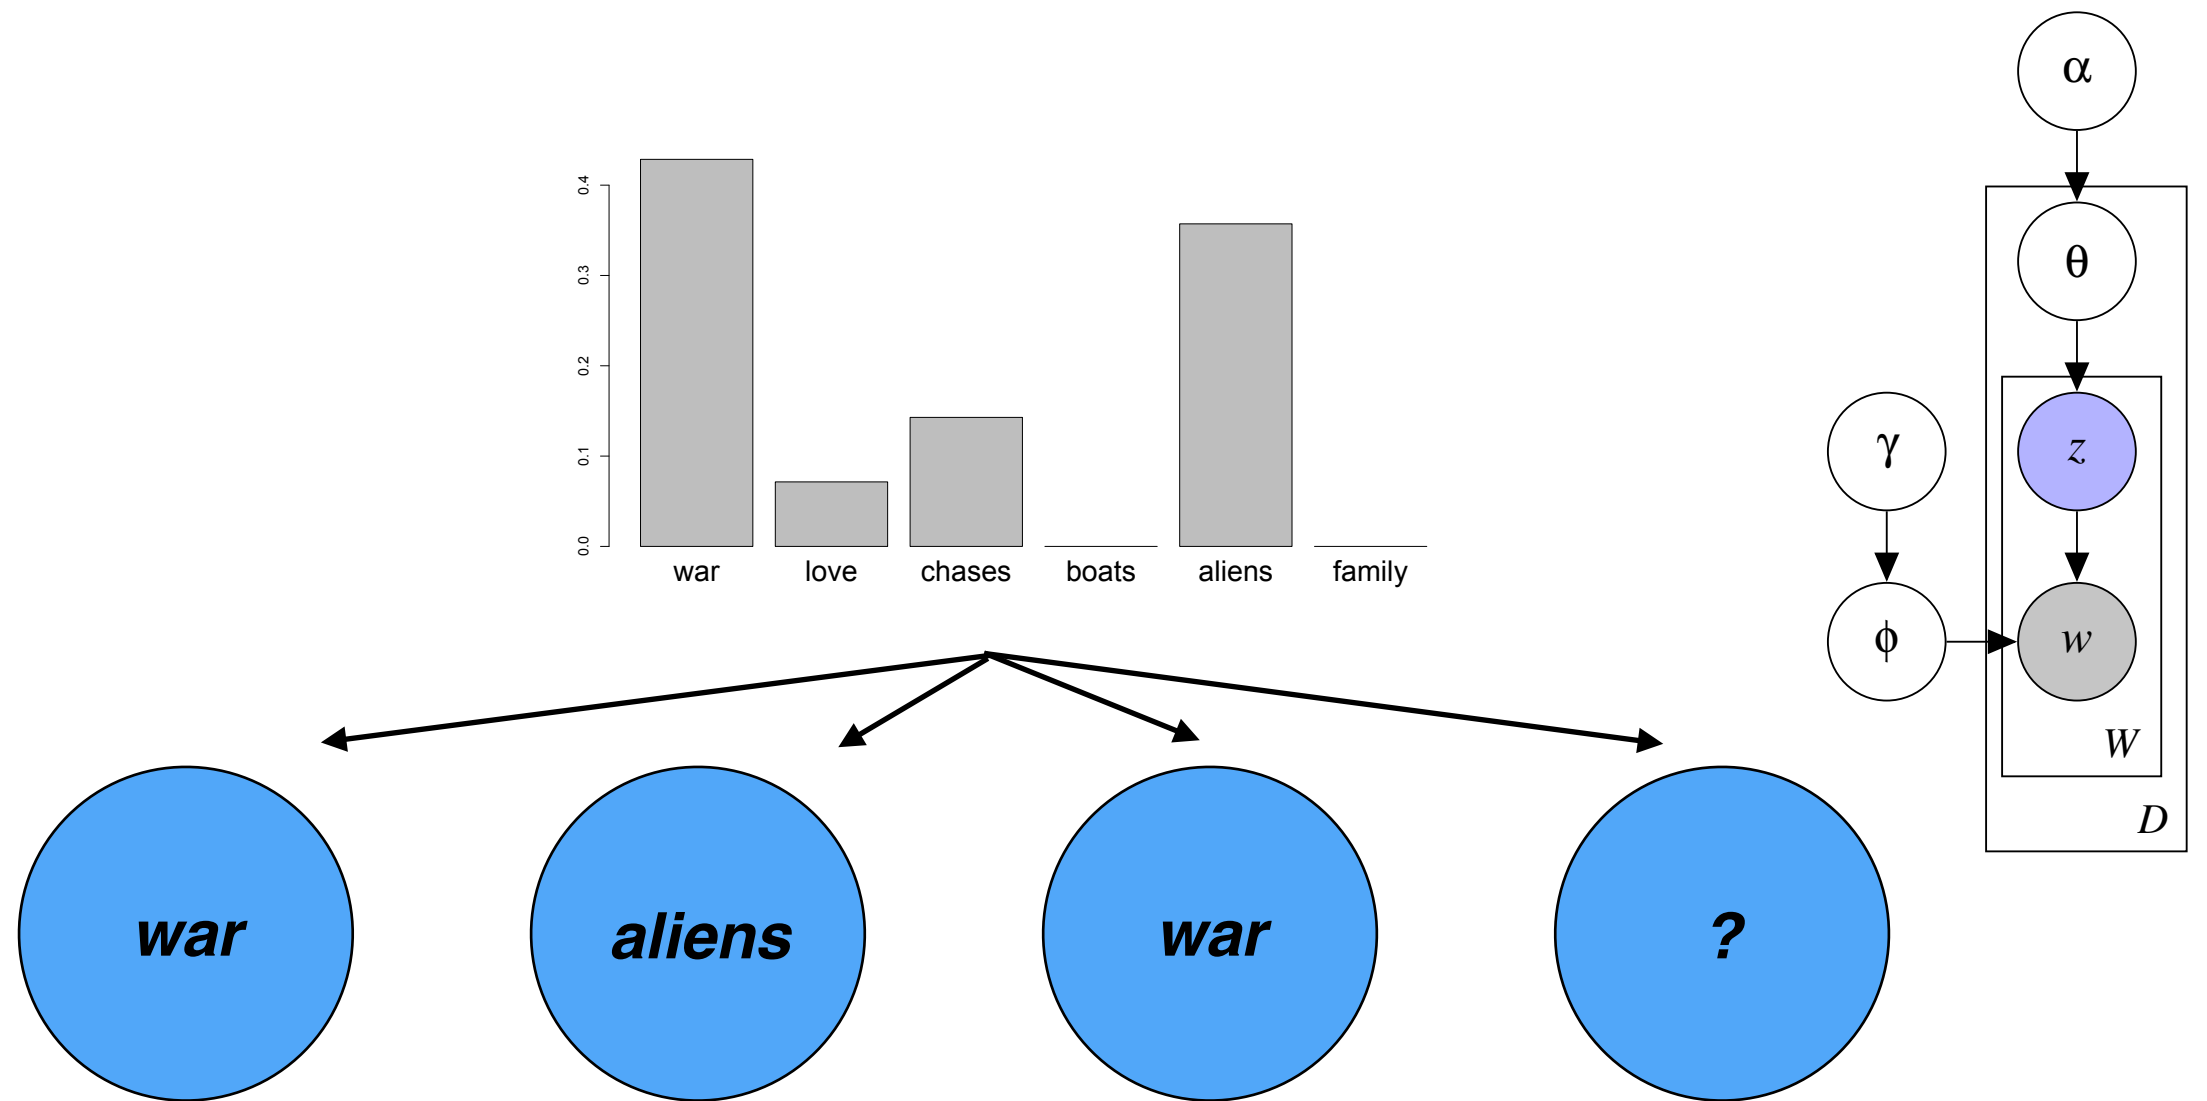 0.4
0.3
0.2
0.1
0.0
war love chases boats aliens family
war aliens war ?
α
θ
γ z
ϕ w
W
D